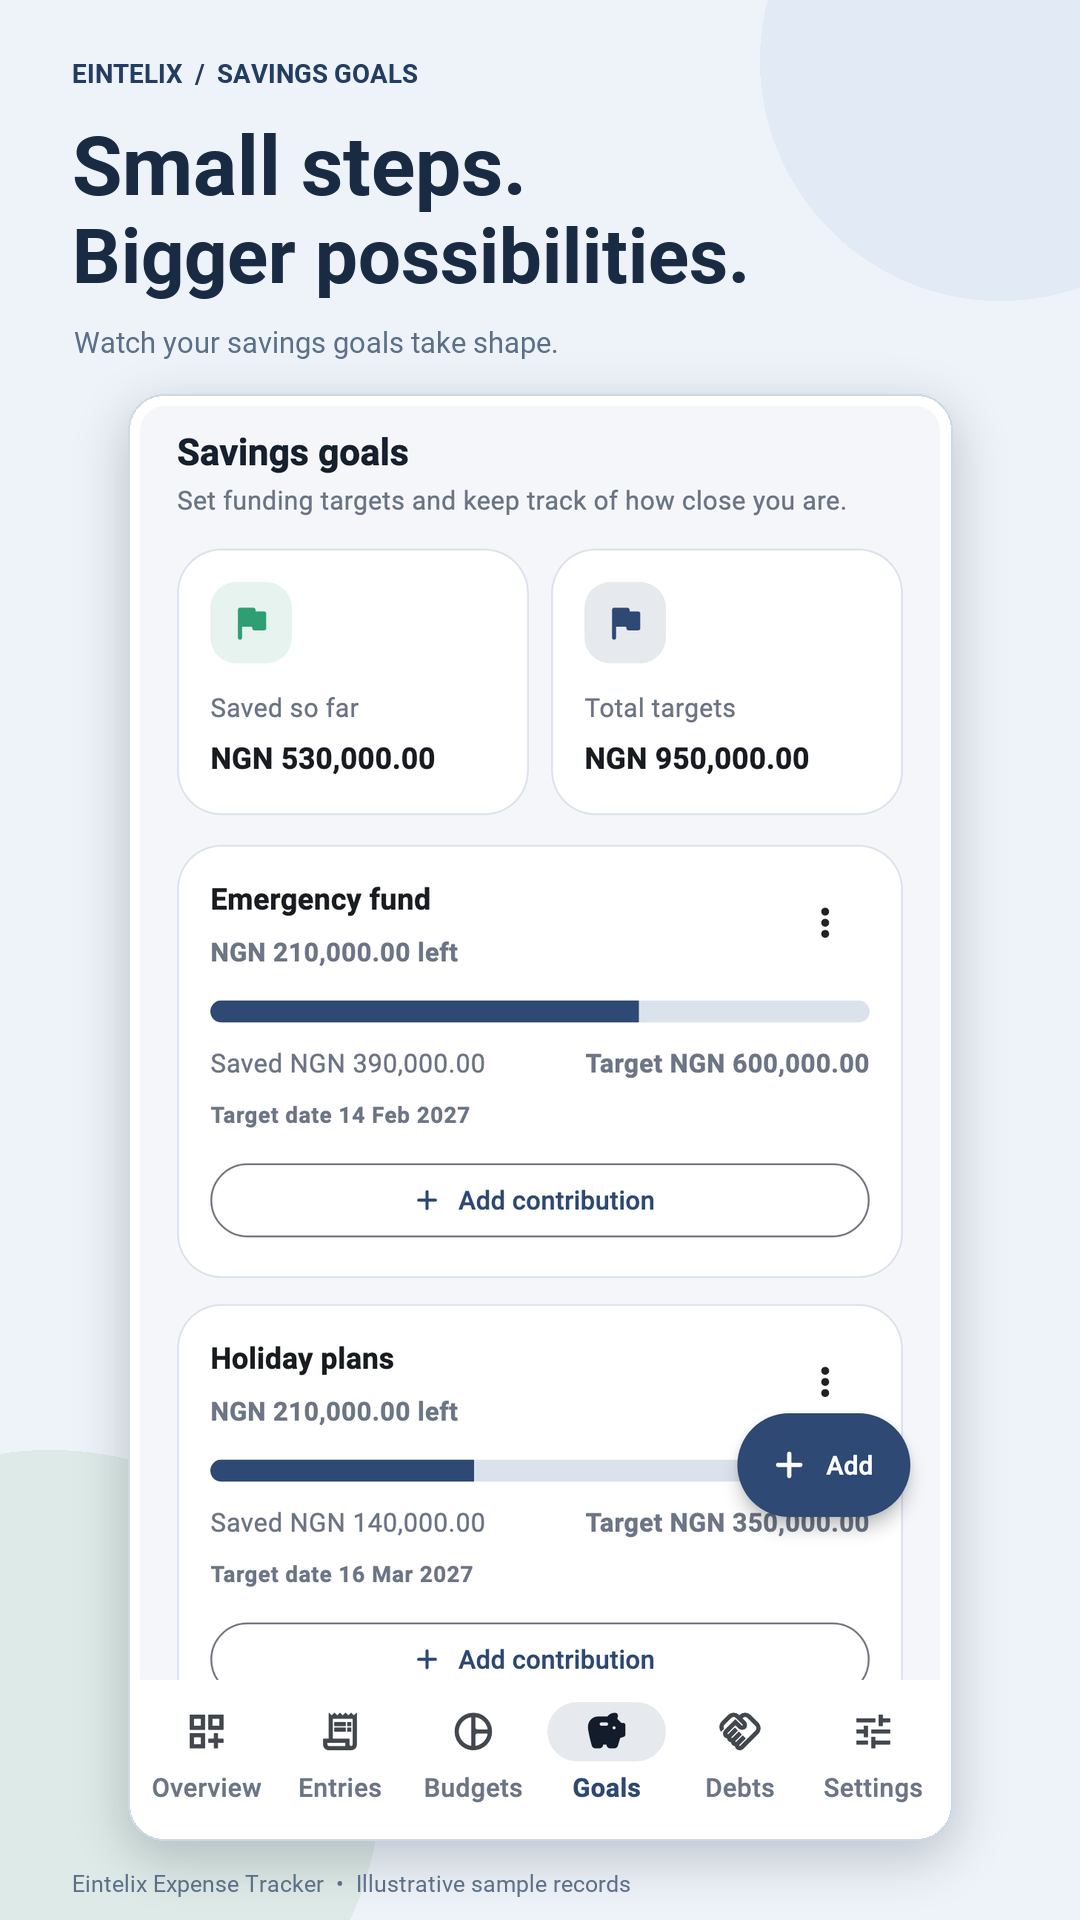 EINTELIX / SAVINGS GOALS
Small steps.
Bigger possibilities.
Watch your savings goals take shape.
Savings goals
Set funding targets and keep track of how close you are.
Saved so far
NGN 530,000.00
Total targets
NGN 950,000.00
Emergency fund
NGN 210,000.00 left
Saved NGN 390,000.00
Target NGN 600,000.00
Target date 14 Feb 2027
+ Add contribution
Holiday plans
NGN 210,000.00 left
+ Add
Saved NGN 140,000.00
Target NGN 350,000.00
Target date 16 Mar 2027
+ Add contribution
Overview
Entries
Budgets
Goals
Debts
Settings
Eintelix Expense Tracker • Illustrative sample records